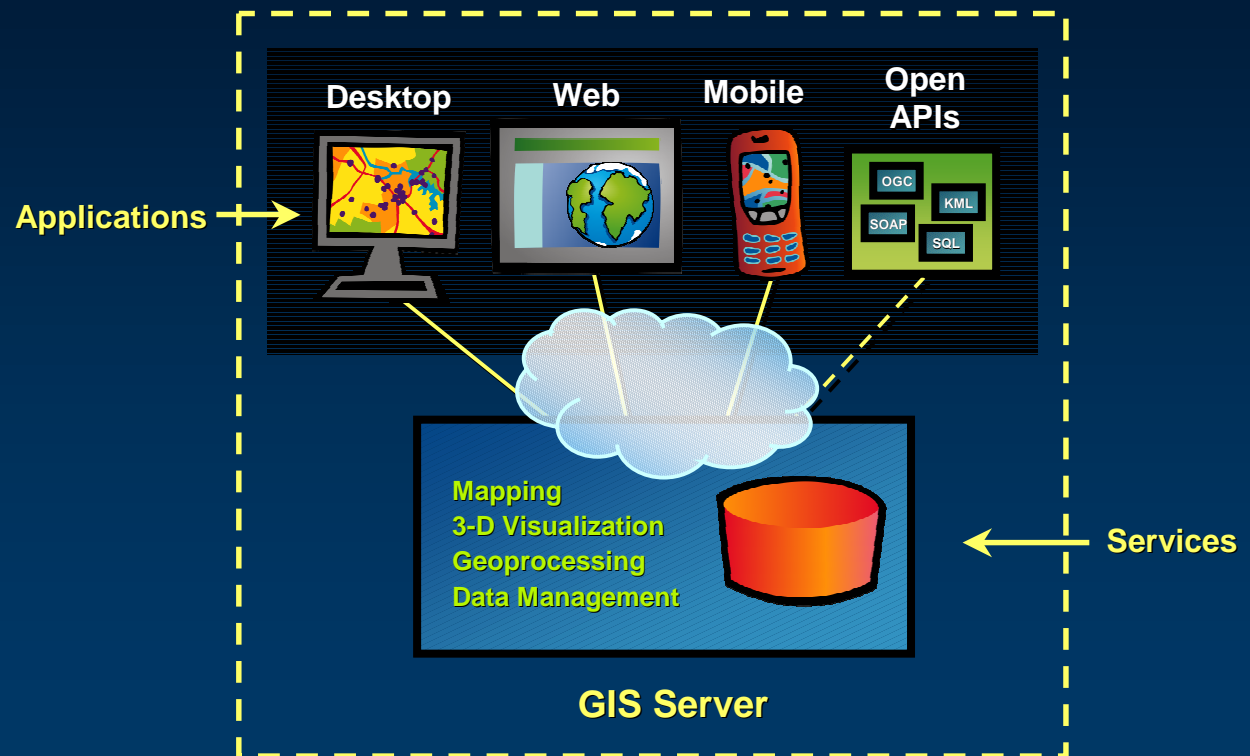 Desktop
Web
Mobile
Open
APIs
OGC
KML
SOAP
SQL
Applications
Mapping
3-D Visualization
Geoprocessing
Data Management
Services
GIS Server